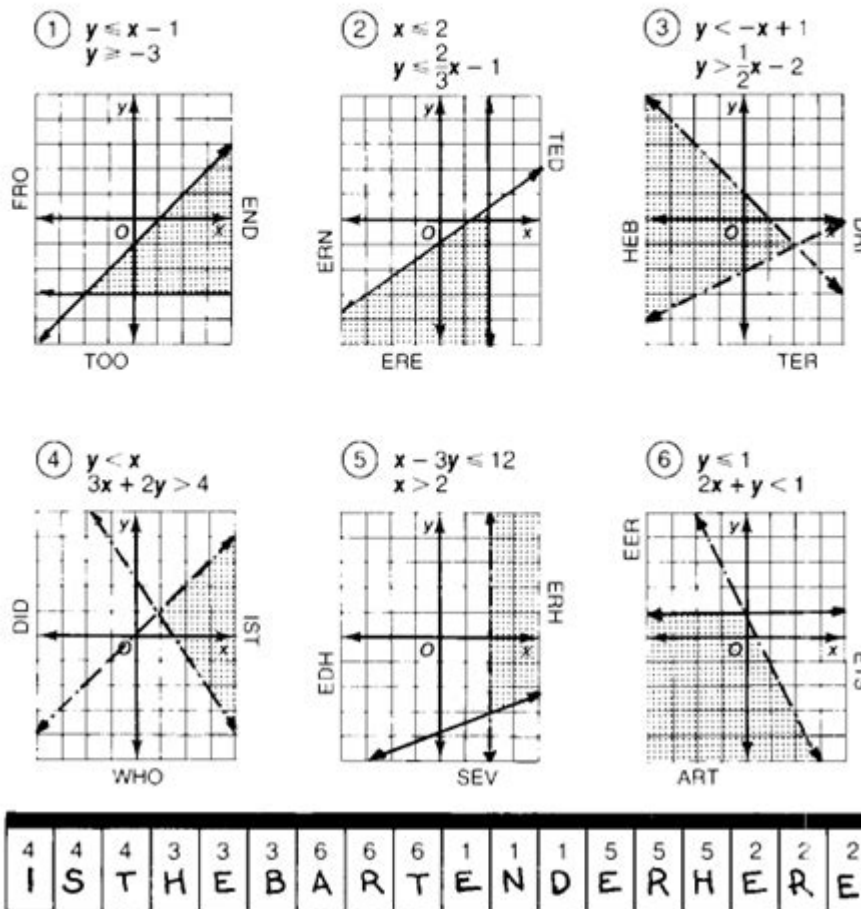 ① y ≤ x − 1
y ≥ −3
② x ≤ 2
y ≤ 2/3x − 1
③ y < −x + 1
y > 1/2x − 2
FRO
y
O
x
END
TOO
ERN
y
O
x
TED
ERE
HEB
y
O
x
TER
④ y < x
3x + 2y > 4
⑤ x − 3y ≤ 12
x > 2
⑥ y ≤ 1
2x + y < 1
DID
y
O
x
IST
WHO
EDH
y
O
x
ERH
SEV
EER
y
O
x
ART
4 4 4 3 3 3 6 6 6 1 1 1 5 5 5 2 2 2
I S T H E B A R T E N D E R H E R E